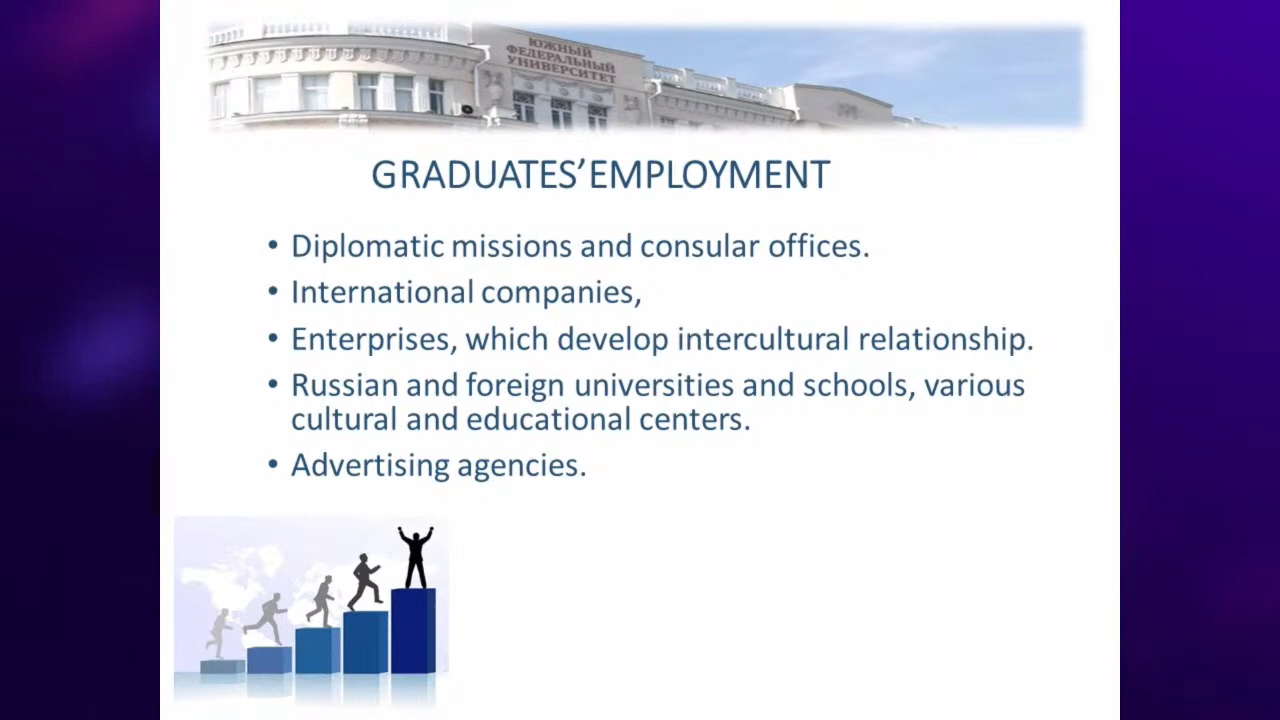 ЮЖНЫЙ
ФЕДЕРАЛЬНЫЙ
УНИВЕРСИТЕТ
GRADUATES’EMPLOYMENT
• Diplomatic missions and consular offices.
• International companies,
• Enterprises, which develop intercultural relationship.
• Russian and foreign universities and schools, various
cultural and educational centers.
• Advertising agencies.